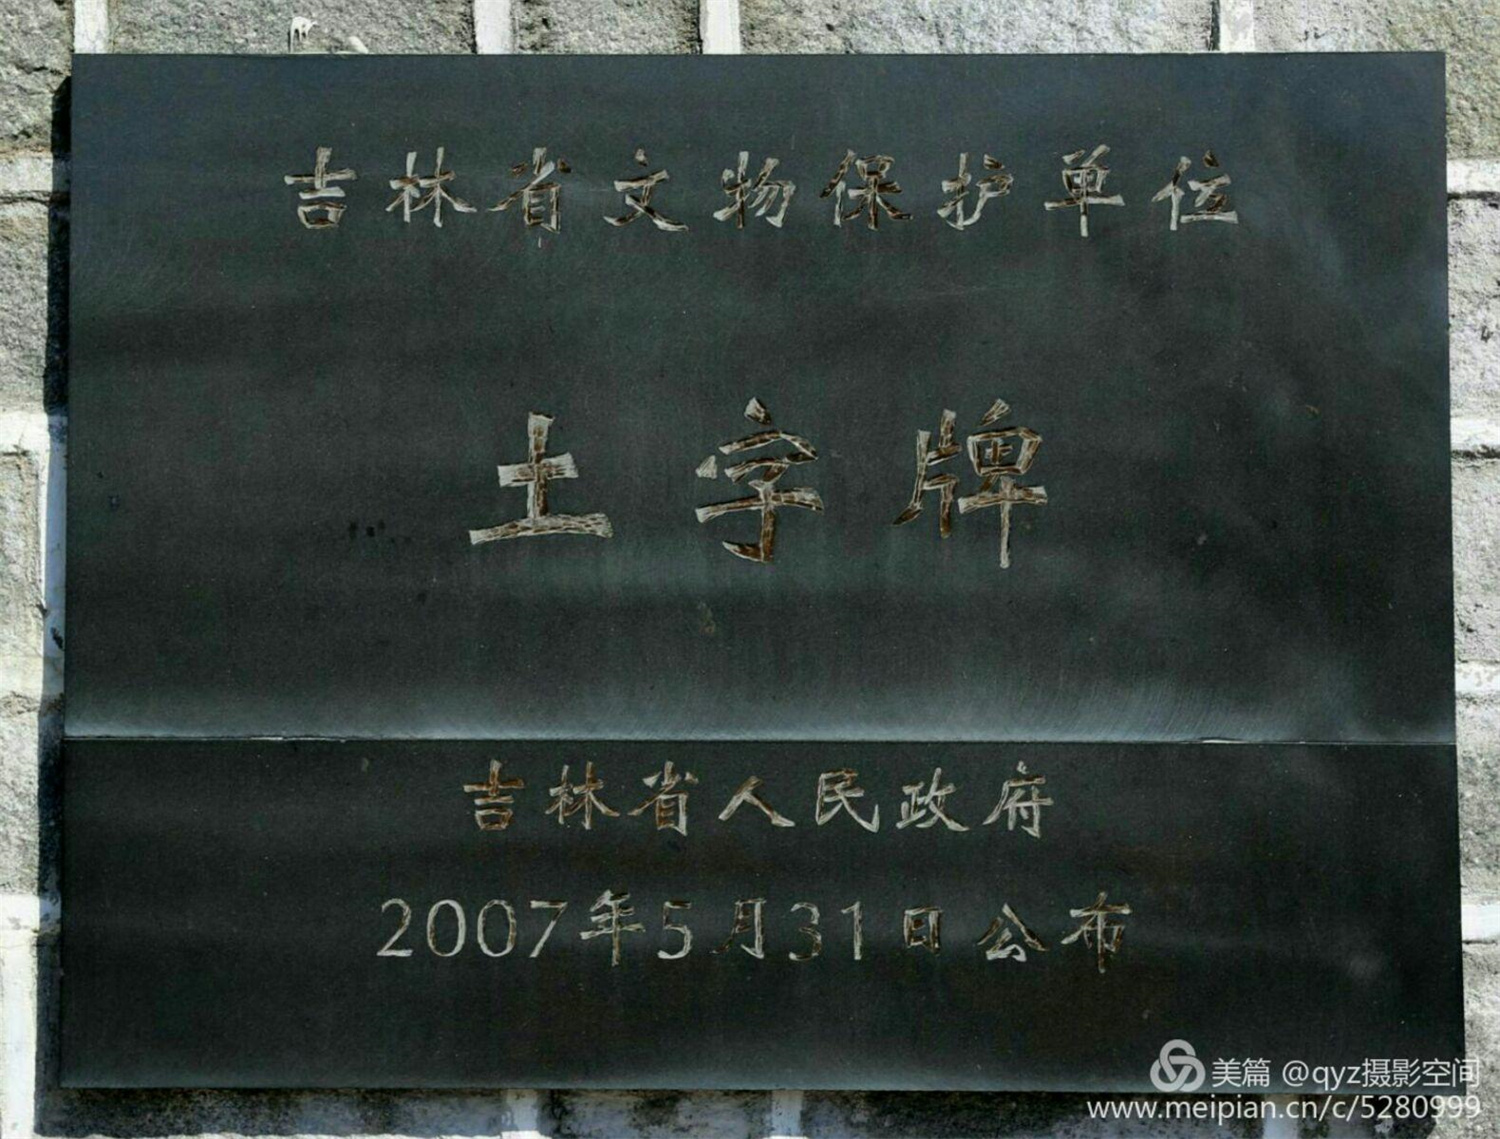 吉林省文物保护单位
土字牌
吉林省人民政府
2007年5月31日公布
美篇 @qyz摄影空间
www.meipian.cn/c/5280999